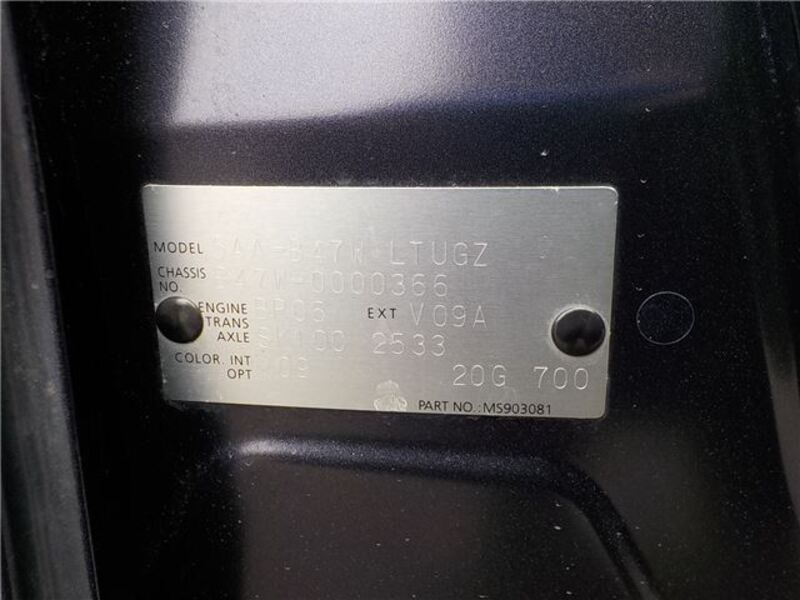 MODEL 5AA-B47W LTUGZ
CHASSIS NO. B47W-0000366
ENGINE BR06 EXT V09A
TRANS AXLE 2533
COLOR. INT OPT 09 20G 700
PART NO.:MS903081